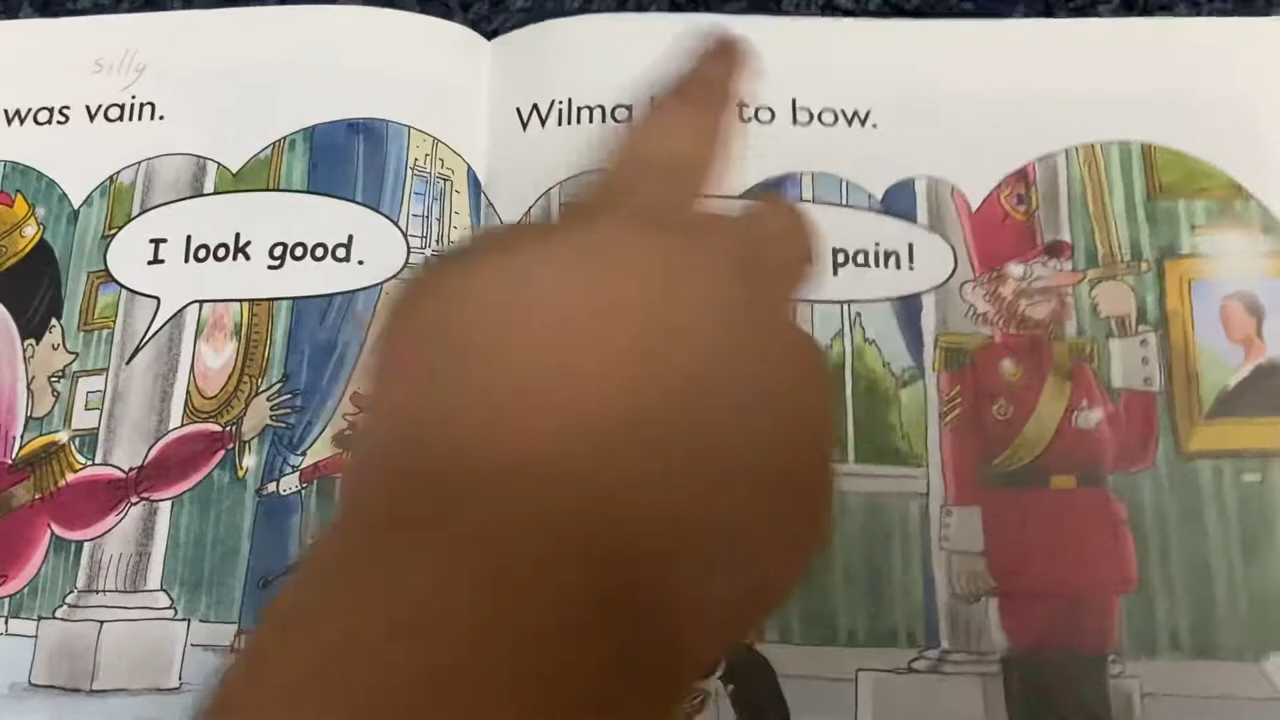 silly
was vain.
I look good.
Wilma to bow.
pain!